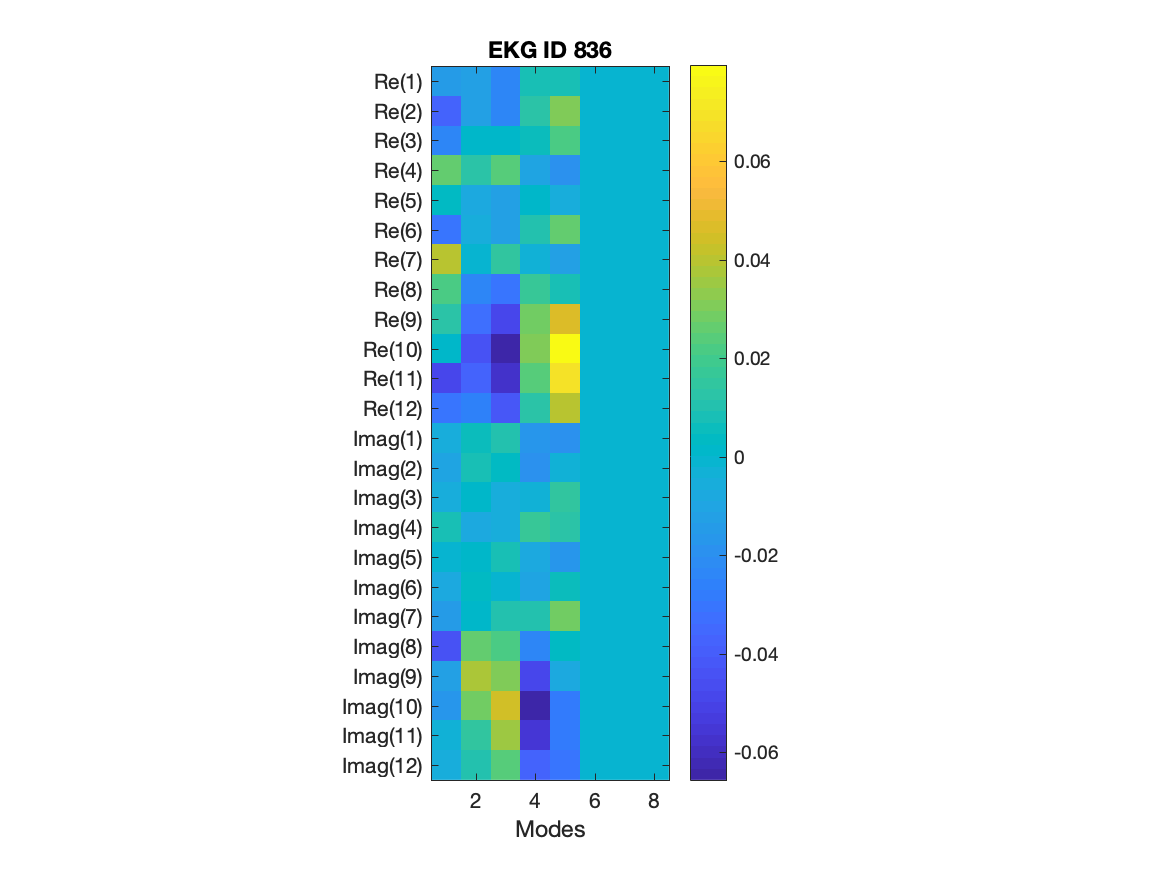 EKG ID 836
Re(1)
Re(2)
Re(3)
Re(4)
Re(5)
Re(6)
Re(7)
Re(8)
Re(9)
Re(10)
Re(11)
Re(12)
Imag(1)
Imag(2)
Imag(3)
Imag(4)
Imag(5)
Imag(6)
Imag(7)
Imag(8)
Imag(9)
Imag(10)
Imag(11)
Imag(12)
2 4 6 8
Modes
0.06
0.04
0.02
0
-0.02
-0.04
-0.06